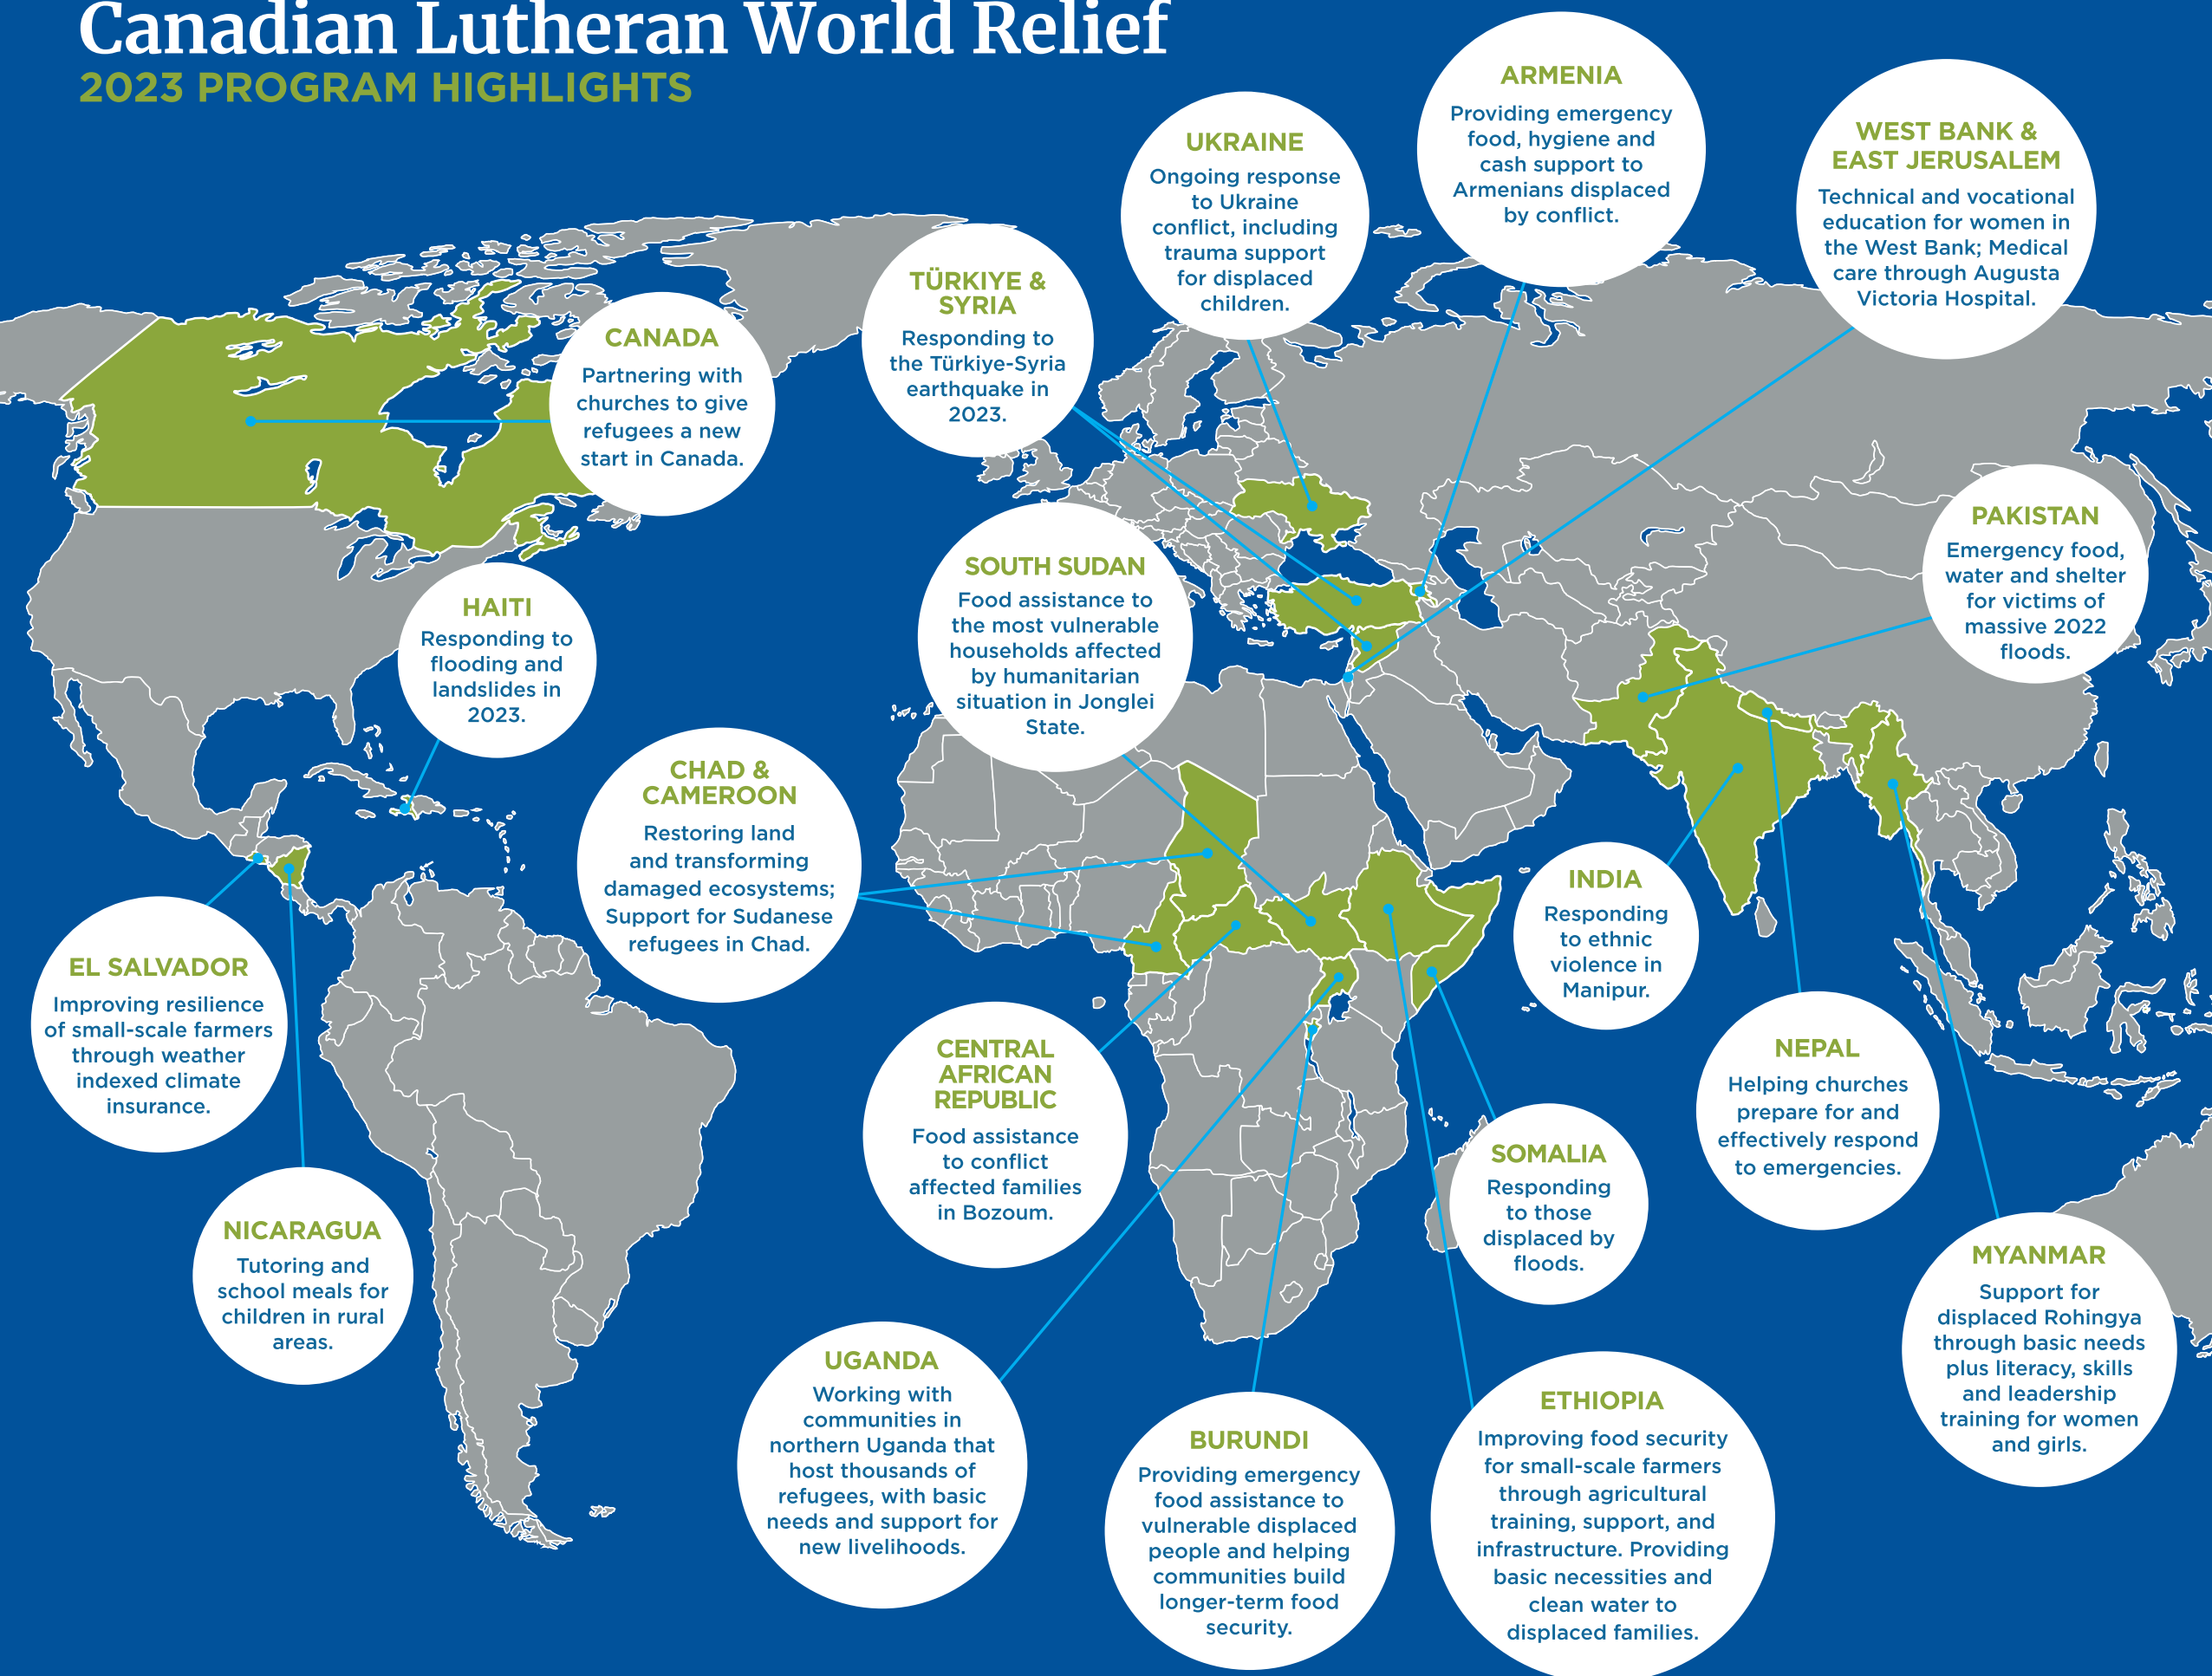 Canadian Lutheran World Relief
2023 PROGRAM HIGHLIGHTS
ARMENIA
Providing emergency
food, hygiene and
cash support to
Armenians displaced
by conflict.
WEST BANK &
EAST JERUSALEM
Technical and vocational
education for women in
the West Bank; Medical
care through Augusta
Victoria Hospital.
UKRAINE
Ongoing response
to Ukraine
conflict, including
trauma support
for displaced
children.
TÜRKIYE &
SYRIA
Responding to
the Türkiye-Syria
earthquake in
2023.
CANADA
Partnering with
churches to give
refugees a new
start in Canada.
PAKISTAN
Emergency food,
water and shelter
for victims of
massive 2022
floods.
SOUTH SUDAN
Food assistance to
the most vulnerable
households affected
by humanitarian
situation in Jonglei
State.
HAITI
Responding to
flooding and
landslides in
2023.
CHAD &
CAMEROON
Restoring land
and transforming
damaged ecosystems;
Support for Sudanese
refugees in Chad.
INDIA
Responding
to ethnic
violence in
Manipur.
EL SALVADOR
Improving resilience
of small-scale farmers
through weather
indexed climate
insurance.
CENTRAL
AFRICAN
REPUBLIC
Food assistance
to conflict
affected families
in Bozoum.
NEPAL
Helping churches
prepare for and
effectively respond
to emergencies.
SOMALIA
Responding
to those
displaced by
floods.
NICARAGUA
Tutoring and
school meals for
children in rural
areas.
MYANMAR
Support for
displaced Rohingya
through basic needs
plus literacy, skills
and leadership
training for women
and girls.
UGANDA
Working with
communities in
northern Uganda that
host thousands of
refugees, with basic
needs and support for
new livelihoods.
BURUNDI
Providing emergency
food assistance to
vulnerable displaced
people and helping
communities build
longer-term food
security.
ETHIOPIA
Improving food security
for small-scale farmers
through agricultural
training, support, and
infrastructure. Providing
basic necessities and
clean water to
displaced families.